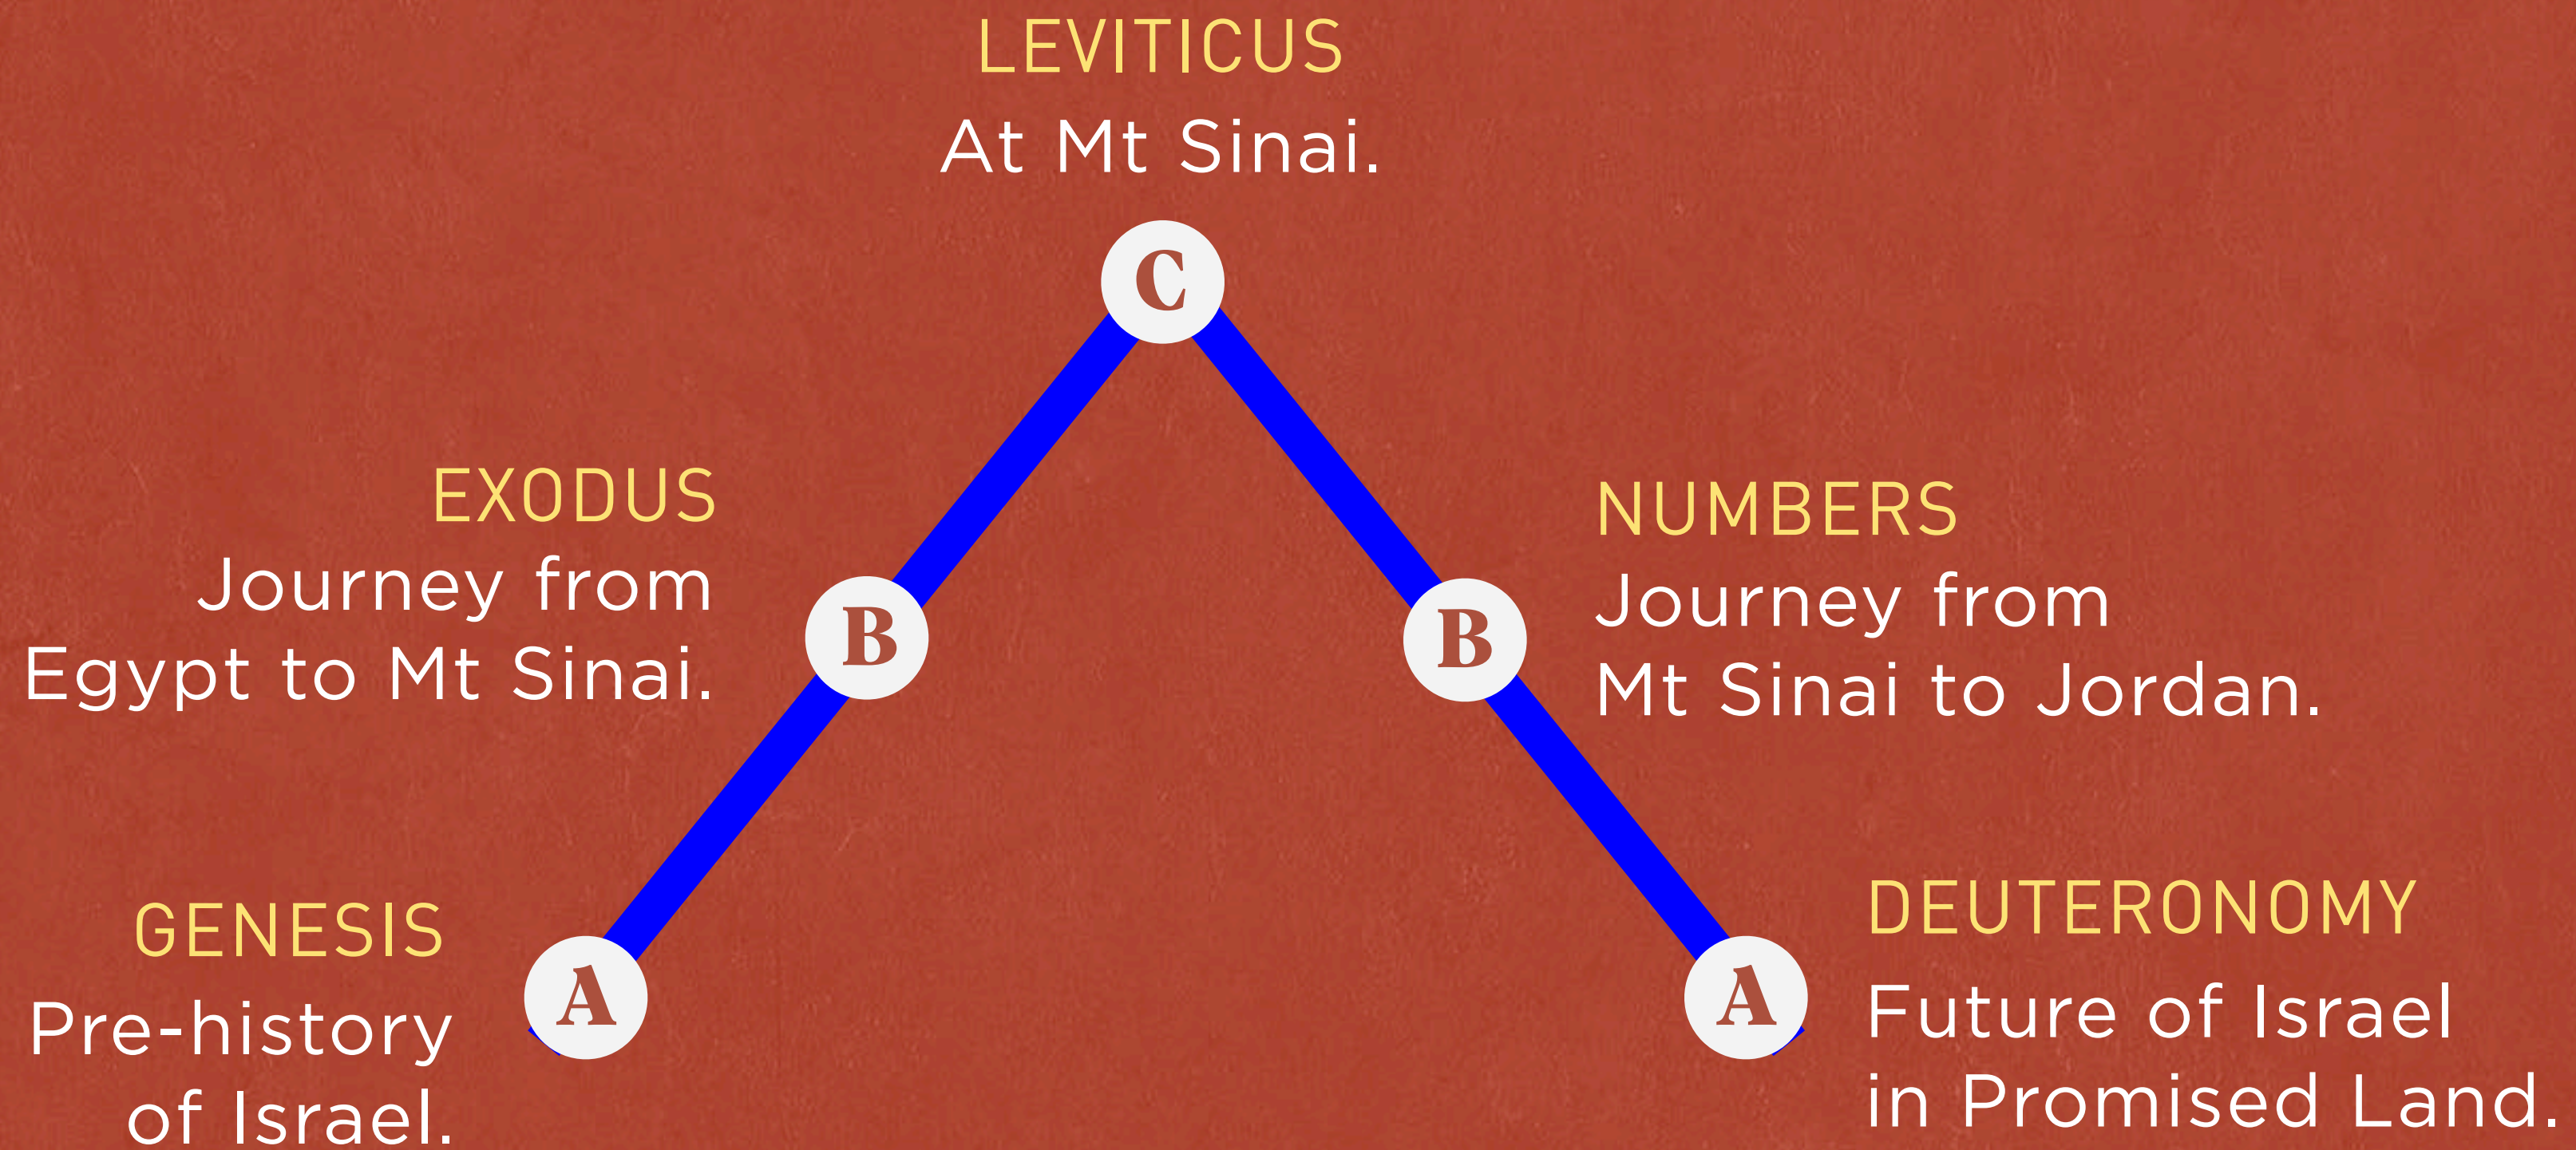 LEVITICUS
At Mt Sinai.
C
EXODUS
Journey from
Egypt to Mt Sinai.
B
B
NUMBERS
Journey from
Mt Sinai to Jordan.
GENESIS
Pre-history
of Israel.
A
A
DEUTERONOMY
Future of Israel
in Promised Land.